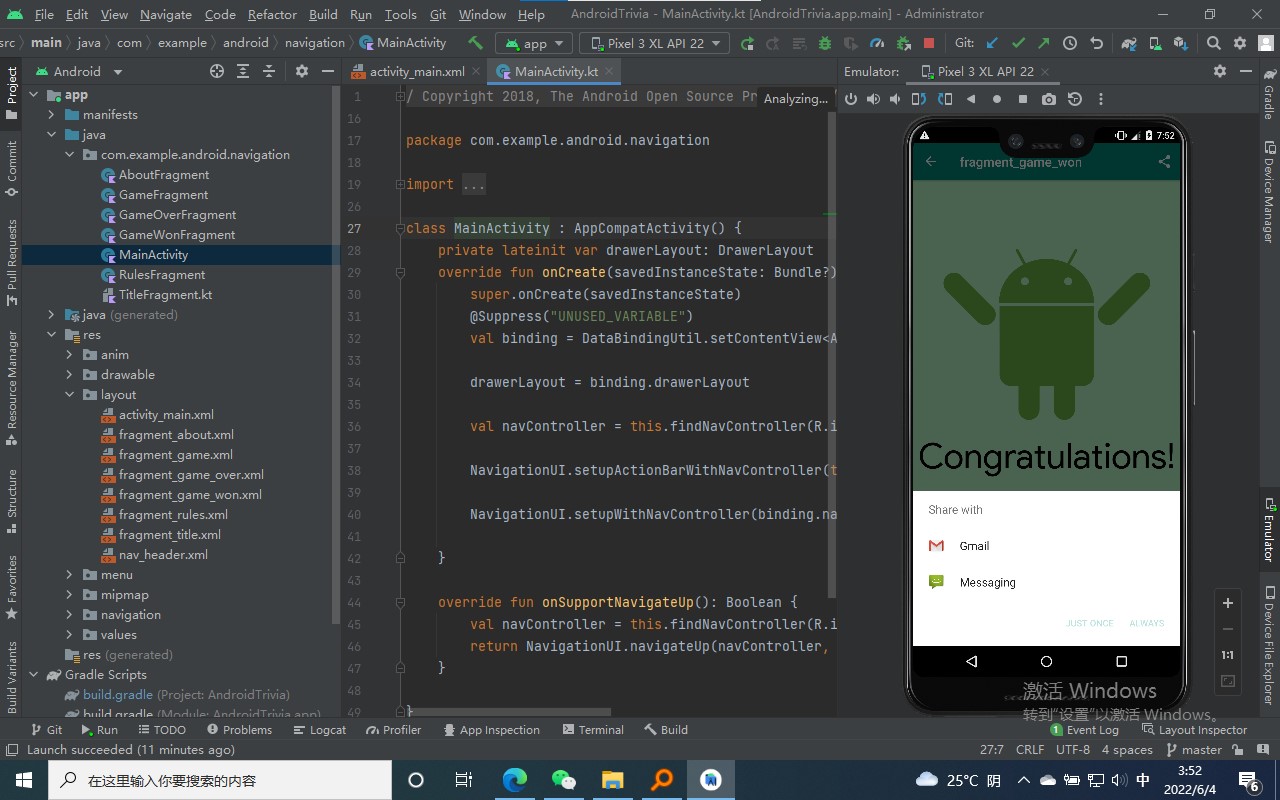 File Edit View Navigate Code Refactor Build Run Tools Git Window Help AndroidTrivia - MainActivity.kt [AndroidTrivia.app.main] - Administrator
src main java com example android navigation MainActivity app Pixel 3 XL API 22 Git:
Android activity_main.xml MainActivity.kt Emulator: Pixel 3 XL API 22
Project
Commit
Pull Requests
Resource Manager
Structure
Favorites
Build Variants
app
manifests
java
com.example.android.navigation
AboutFragment
GameFragment
GameOverFragment
GameWonFragment
MainActivity
RulesFragment
TitleFragment.kt
java (generated)
res
anim
drawable
layout
activity_main.xml
fragment_about.xml
fragment_game.xml
fragment_game_over.xml
fragment_game_won.xml
fragment_rules.xml
fragment_title.xml
nav_header.xml
menu
mipmap
navigation
values
res (generated)
Gradle Scripts
build.gradle (Project: AndroidTrivia)
build.gradle (Module: AndroidTrivia.app)
1 / Copyright 2018, The Android Open Source Pr Analyzing...
16
17 package com.example.android.navigation
18
19 import ...
26
27 class MainActivity : AppCompatActivity() {
28 private lateinit var drawerLayout: DrawerLayout
29 override fun onCreate(savedInstanceState: Bundle?)
30 super.onCreate(savedInstanceState)
31 @Suppress("UNUSED_VARIABLE")
32 val binding = DataBindingUtil.setContentView<A
33
34 drawerLayout = binding.drawerLayout
35
36 val navController = this.findNavController(R.i
37
38 NavigationUI.setupActionBarWithNavController(t
39
40 NavigationUI.setupWithNavController(binding.na
41
42 }
43
44 override fun onSupportNavigateUp(): Boolean {
45 val navController = this.findNavController(R.i
46 return NavigationUI.navigateUp(navController,
47 }
48
49 }
7:52
fragment_game_won
Congratulations!
Share with
Gmail
Messaging
JUST ONCE ALWAYS
1:1
激活 Windows
转到“设置”以激活 Windows。
Gradle
Device Manager
Emulator
Device File Explorer
Git Run TODO Problems Logcat Profiler App Inspection Terminal Build 1 Event Log Layout Inspector
Launch succeeded (11 minutes ago) 27:7 CRLF UTF-8 4 spaces master
在这里输入你要搜索的内容 25°C 阴 中 3:52
2022/6/4 6